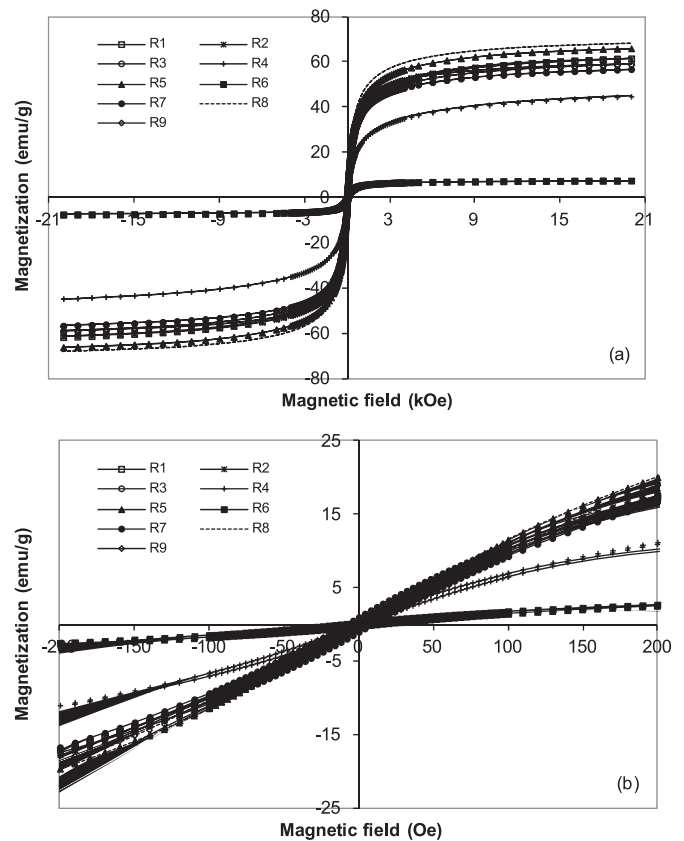 80
60
40
20
0
-20
-40
-60
-80
-21 -15 -9 -3 3 9 15 21
R1 R2
R3 R4
R5 R6
R7 R8
R9
Magnetization (emu/g)
Magnetic field (kOe)
(a)
25
15
5
-5
-15
-25
-200 -150 -100 -50 0 50 100 150 200
R1 R2
R3 R4
R5 R6
R7 R8
R9
Magnetization (emu/g)
Magnetic field (Oe)
(b)